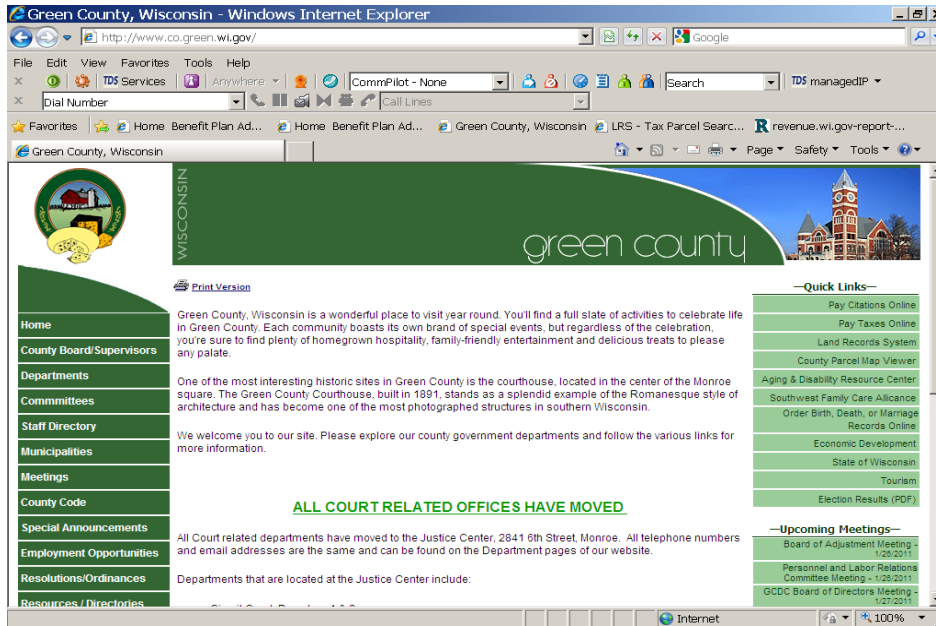 Green County, Wisconsin - Windows Internet Explorer
http://www.co.green.wi.gov/
Google
File Edit View Favorites Tools Help
TDS Services Anywhere CommPilot - None Search TDS managedIP
Dial Number Call Lines
Favorites Home Benefit Plan Ad... Home Benefit Plan Ad... Green County, Wisconsin LRS - Tax Parcel Searc... revenue.wi.gov-report-...
Green County, Wisconsin
Page Safety Tools
WISCONSIN
green county
Print Version
Green County, Wisconsin is a wonderful place to visit year round. You'll find a full slate of activities to celebrate life
in Green County. Each community boasts its own brand of special events, but regardless of the celebration,
you're sure to find plenty of homegrown hospitality, family-friendly entertainment and delicious treats to please
any palate.
One of the most interesting historic sites in Green County is the courthouse, located in the center of the Monroe
square. The Green County Courthouse, built in 1891, stands as a splendid example of the Romanesque style of
architecture and has become one of the most photographed structures in southern Wisconsin.
We welcome you to our site. Please explore our county government departments and follow the various links for
more information.
ALL COURT RELATED OFFICES HAVE MOVED
All Court related departments have moved to the Justice Center, 2841 6th Street, Monroe. All telephone numbers
and email addresses are the same and can be found on the Department pages of our website.
Departments that are located at the Justice Center include:
Home
County Board/Supervisors
Departments
Commmittees
Staff Directory
Municipalities
Meetings
County Code
Special Announcements
Employment Opportunities
Resolutions/Ordinances
Resources / Directories
—Quick Links—
Pay Citations Online
Pay Taxes Online
Land Records System
County Parcel Map Viewer
Aging & Disability Resource Center
Southwest Family Care Allicance
Order Birth, Death, or Marriage
Records Online
Economic Development
State of Wisconsin
Tourism
Election Results (PDF)
—Upcoming Meetings—
Board of Adjustment Meeting -
1/26/2011
Personnel and Labor Relations
Committee Meeting - 1/26/2011
GCDC Board of Directors Meeting -
1/27/2011
Internet
100%